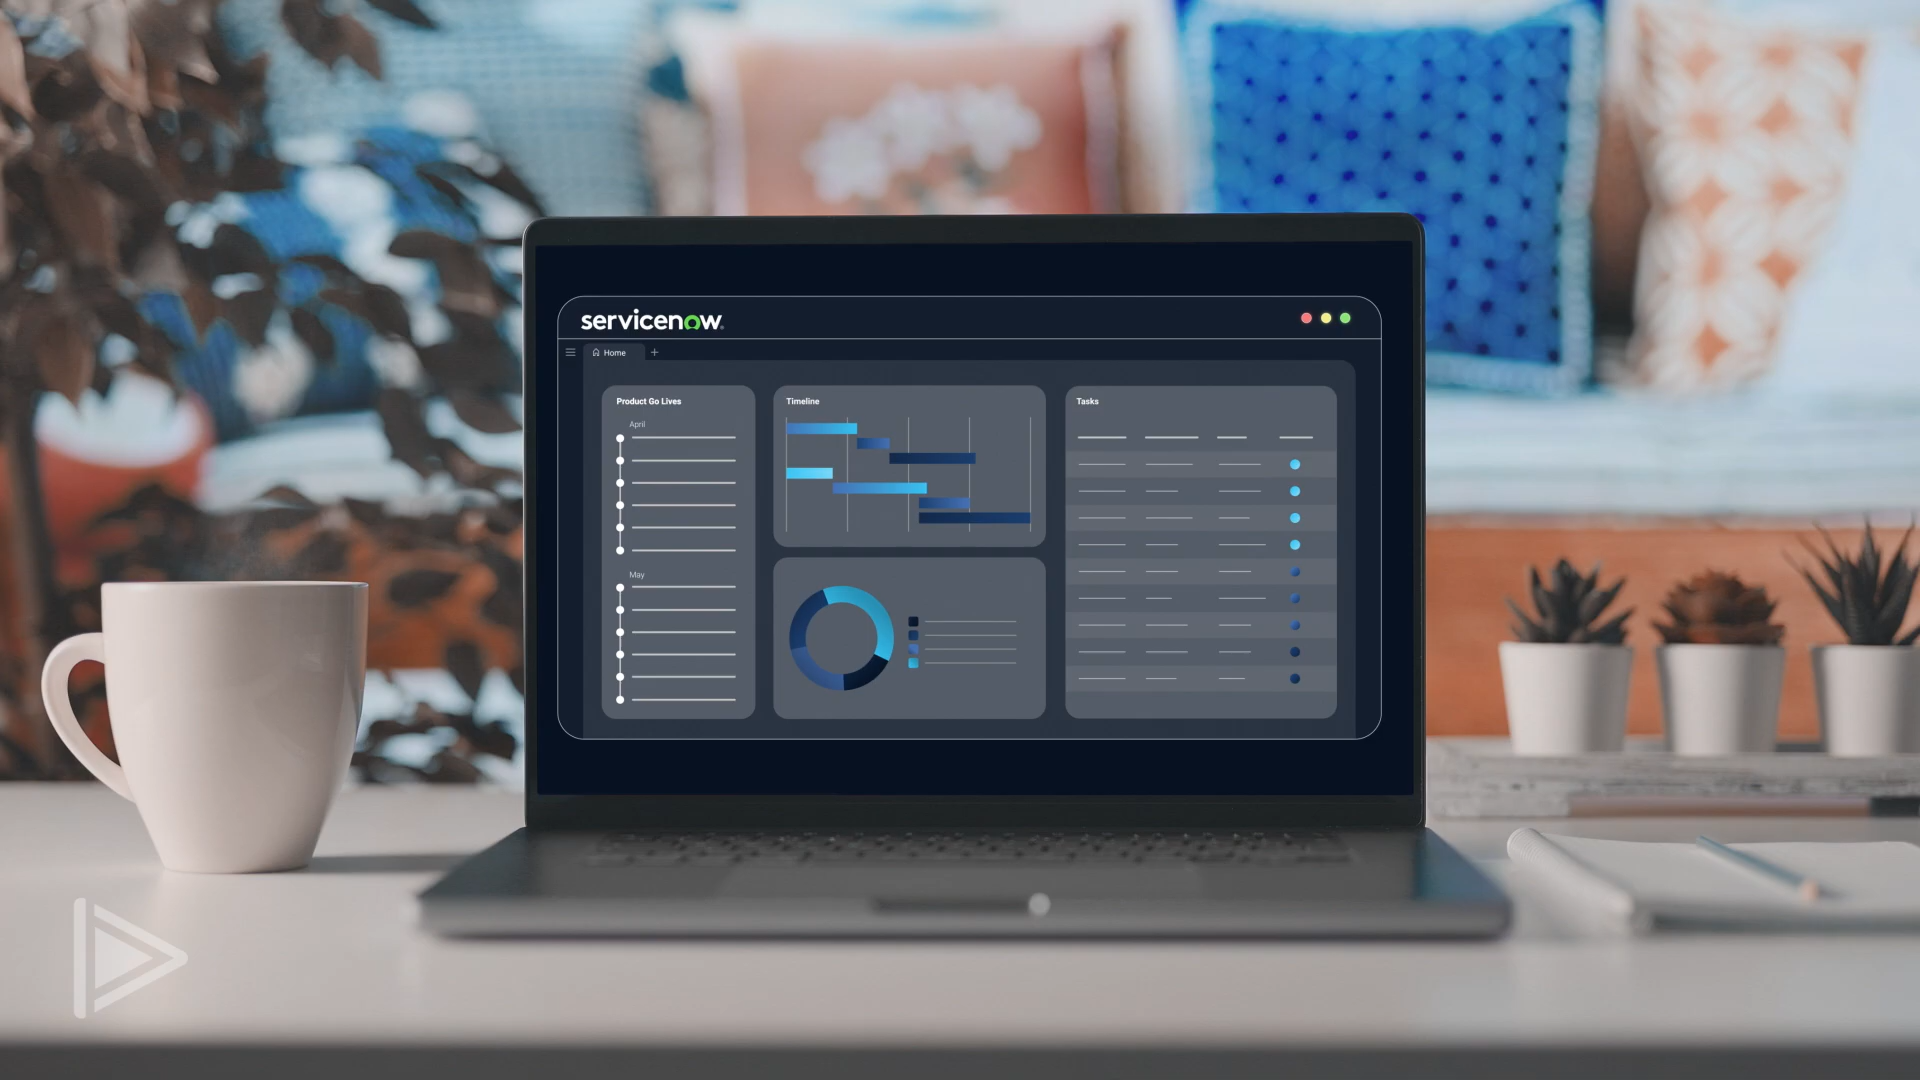 servicenow.
Home
Product Go Lives
April
May
Timeline
Tasks